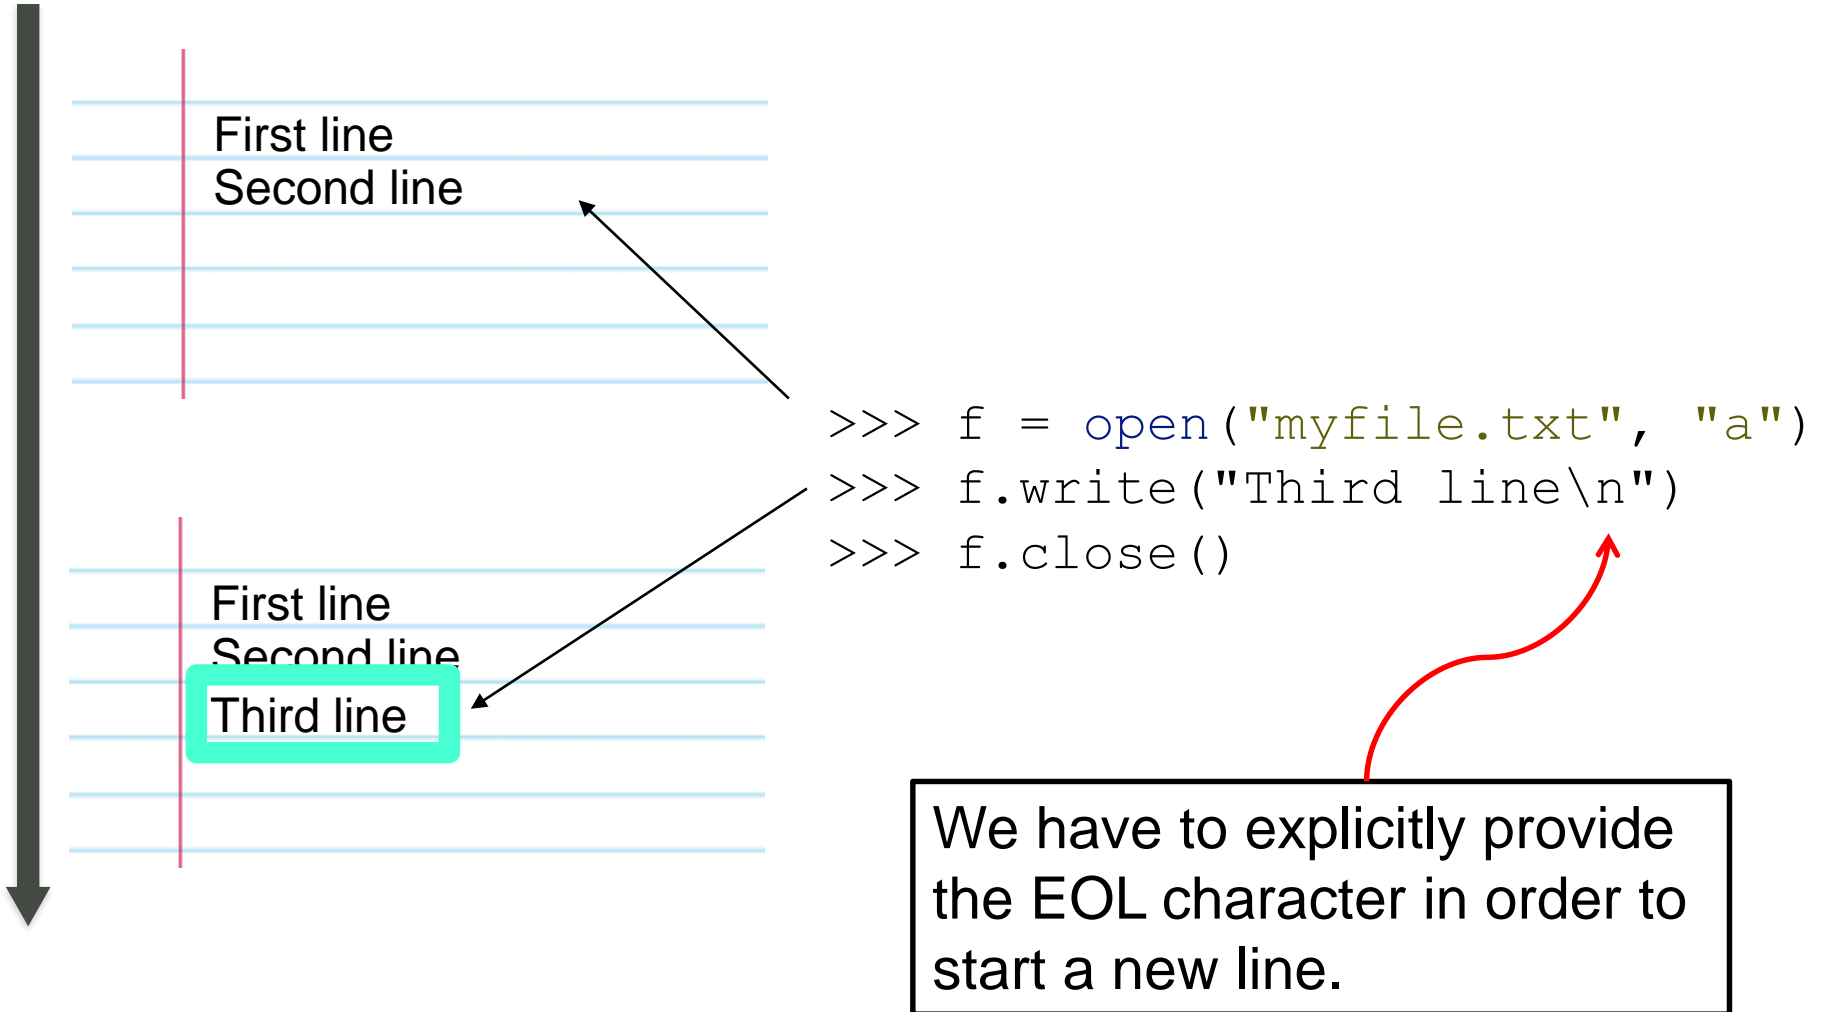 First line
Second line
>>> f = open("myfile.txt", "a")
>>> f.write("Third line\n")
>>> f.close()
First line
Second line
Third line
We have to explicitly provide
the EOL character in order to
start a new line.